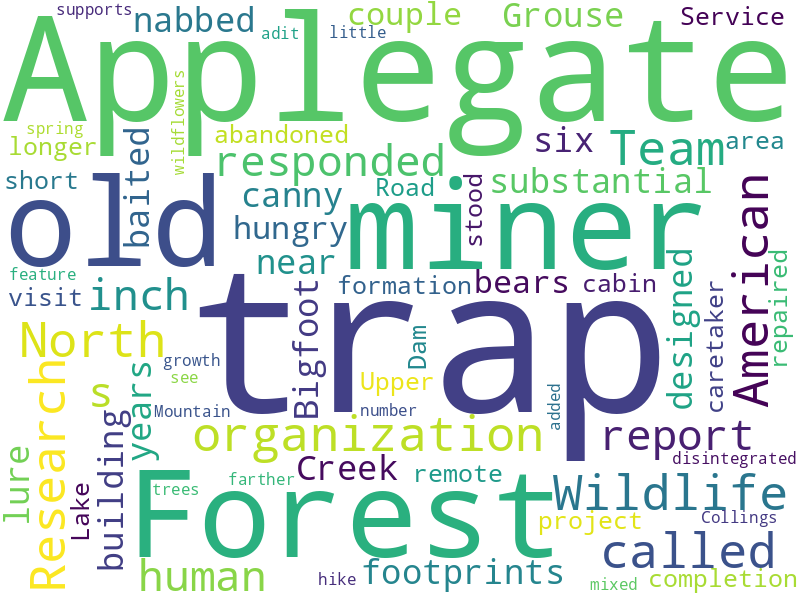 supports
nabbed
adit
little
couple
Grouse
Service
Applegate
spring
longer
wildflowers
abandoned
six
Team
area
baited
responded
short
old
canny
Road
miner
stood
substantial
American
hungry
near
feature
visit
inch
formation
bears
cabin
designed
caretaker
repaired
North
trap
Bigfoot
Dam
growth
see
years
s
Mountain
Upper
number
added
Research
building
organization
report
lure
Lake
Creek
remote
disintegrated
trees
farther
Forest
Wildlife
project
Collings
called
human
hike
footprints
mixed
completion